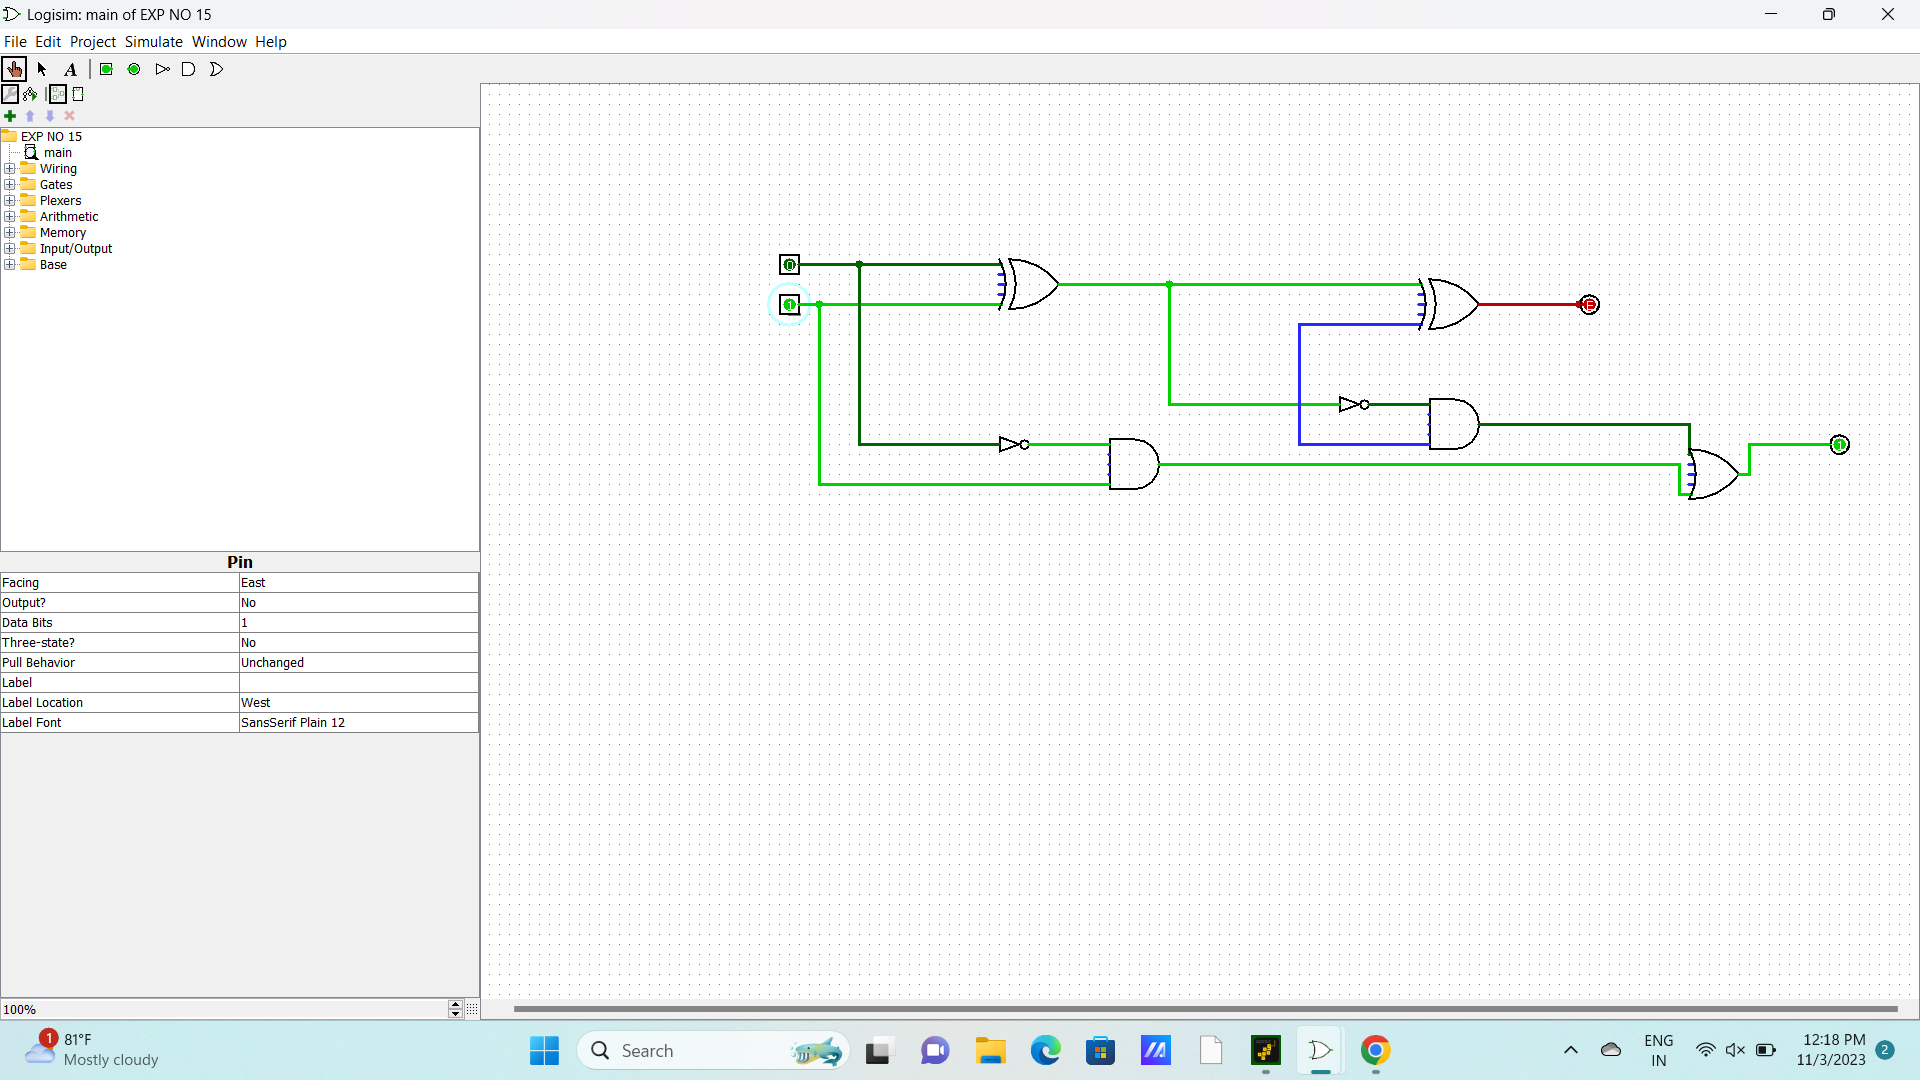 Logisim: main of EXP NO 15
File Edit Project Simulate Window Help
A
EXP NO 15
main
Wiring
Gates
Plexers
Arithmetic
Memory
Input/Output
Base
0
1
E
1
Pin
Facing East
Output? No
Data Bits 1
Three-state? No
Pull Behavior Unchanged
Label
Label Location West
Label Font SansSerif Plain 12
100%
1
81°F
Mostly cloudy
Search
ENG
IN
12:18 PM
11/3/2023
2